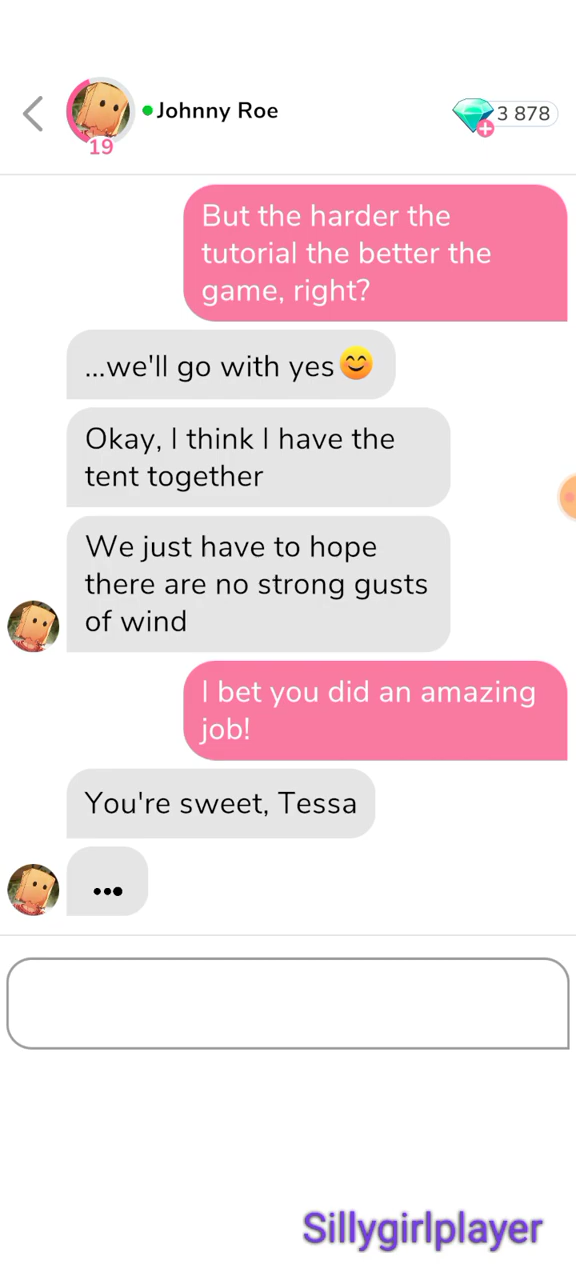 Johnny Roe
3 878
19
But the harder the
tutorial the better the
game, right?
...we'll go with yes😊
Okay, I think I have the
tent together
We just have to hope
there are no strong gusts
of wind
I bet you did an amazing
job!
You're sweet, Tessa
...
Sillygirlplayer